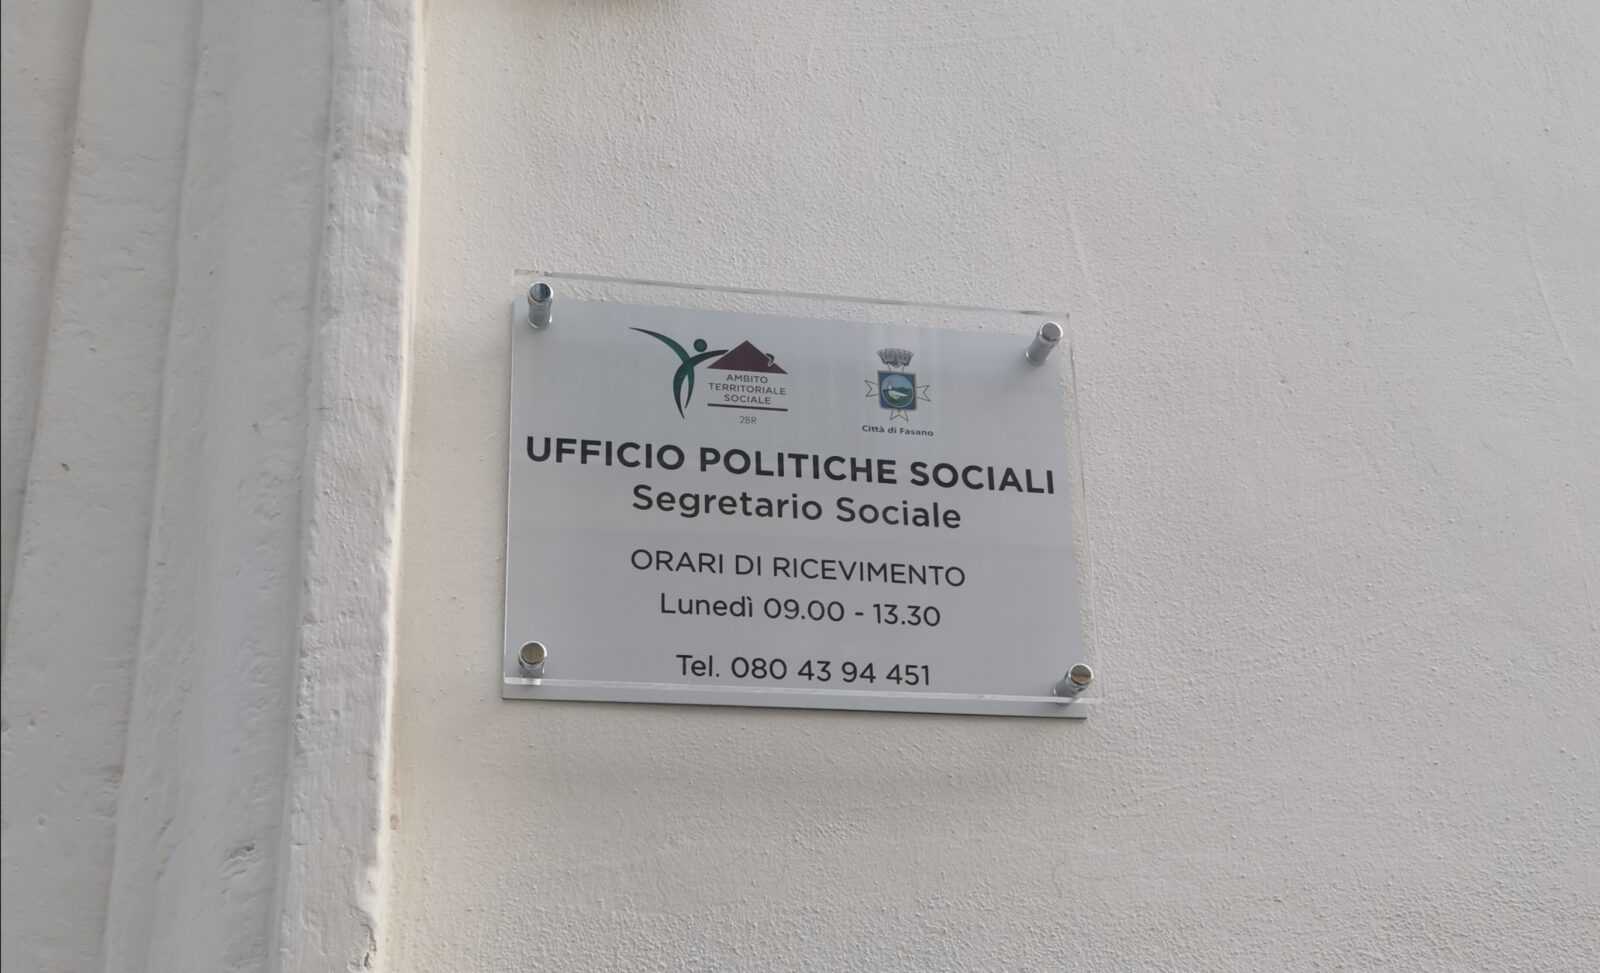 AMBITO
TERRITORIALE
SOCIALE
2BR
Città di Fasano
UFFICIO POLITICHE SOCIALI
Segretario Sociale
ORARI DI RICEVIMENTO
Lunedì 09.00 - 13.30
Tel. 080 43 94 451